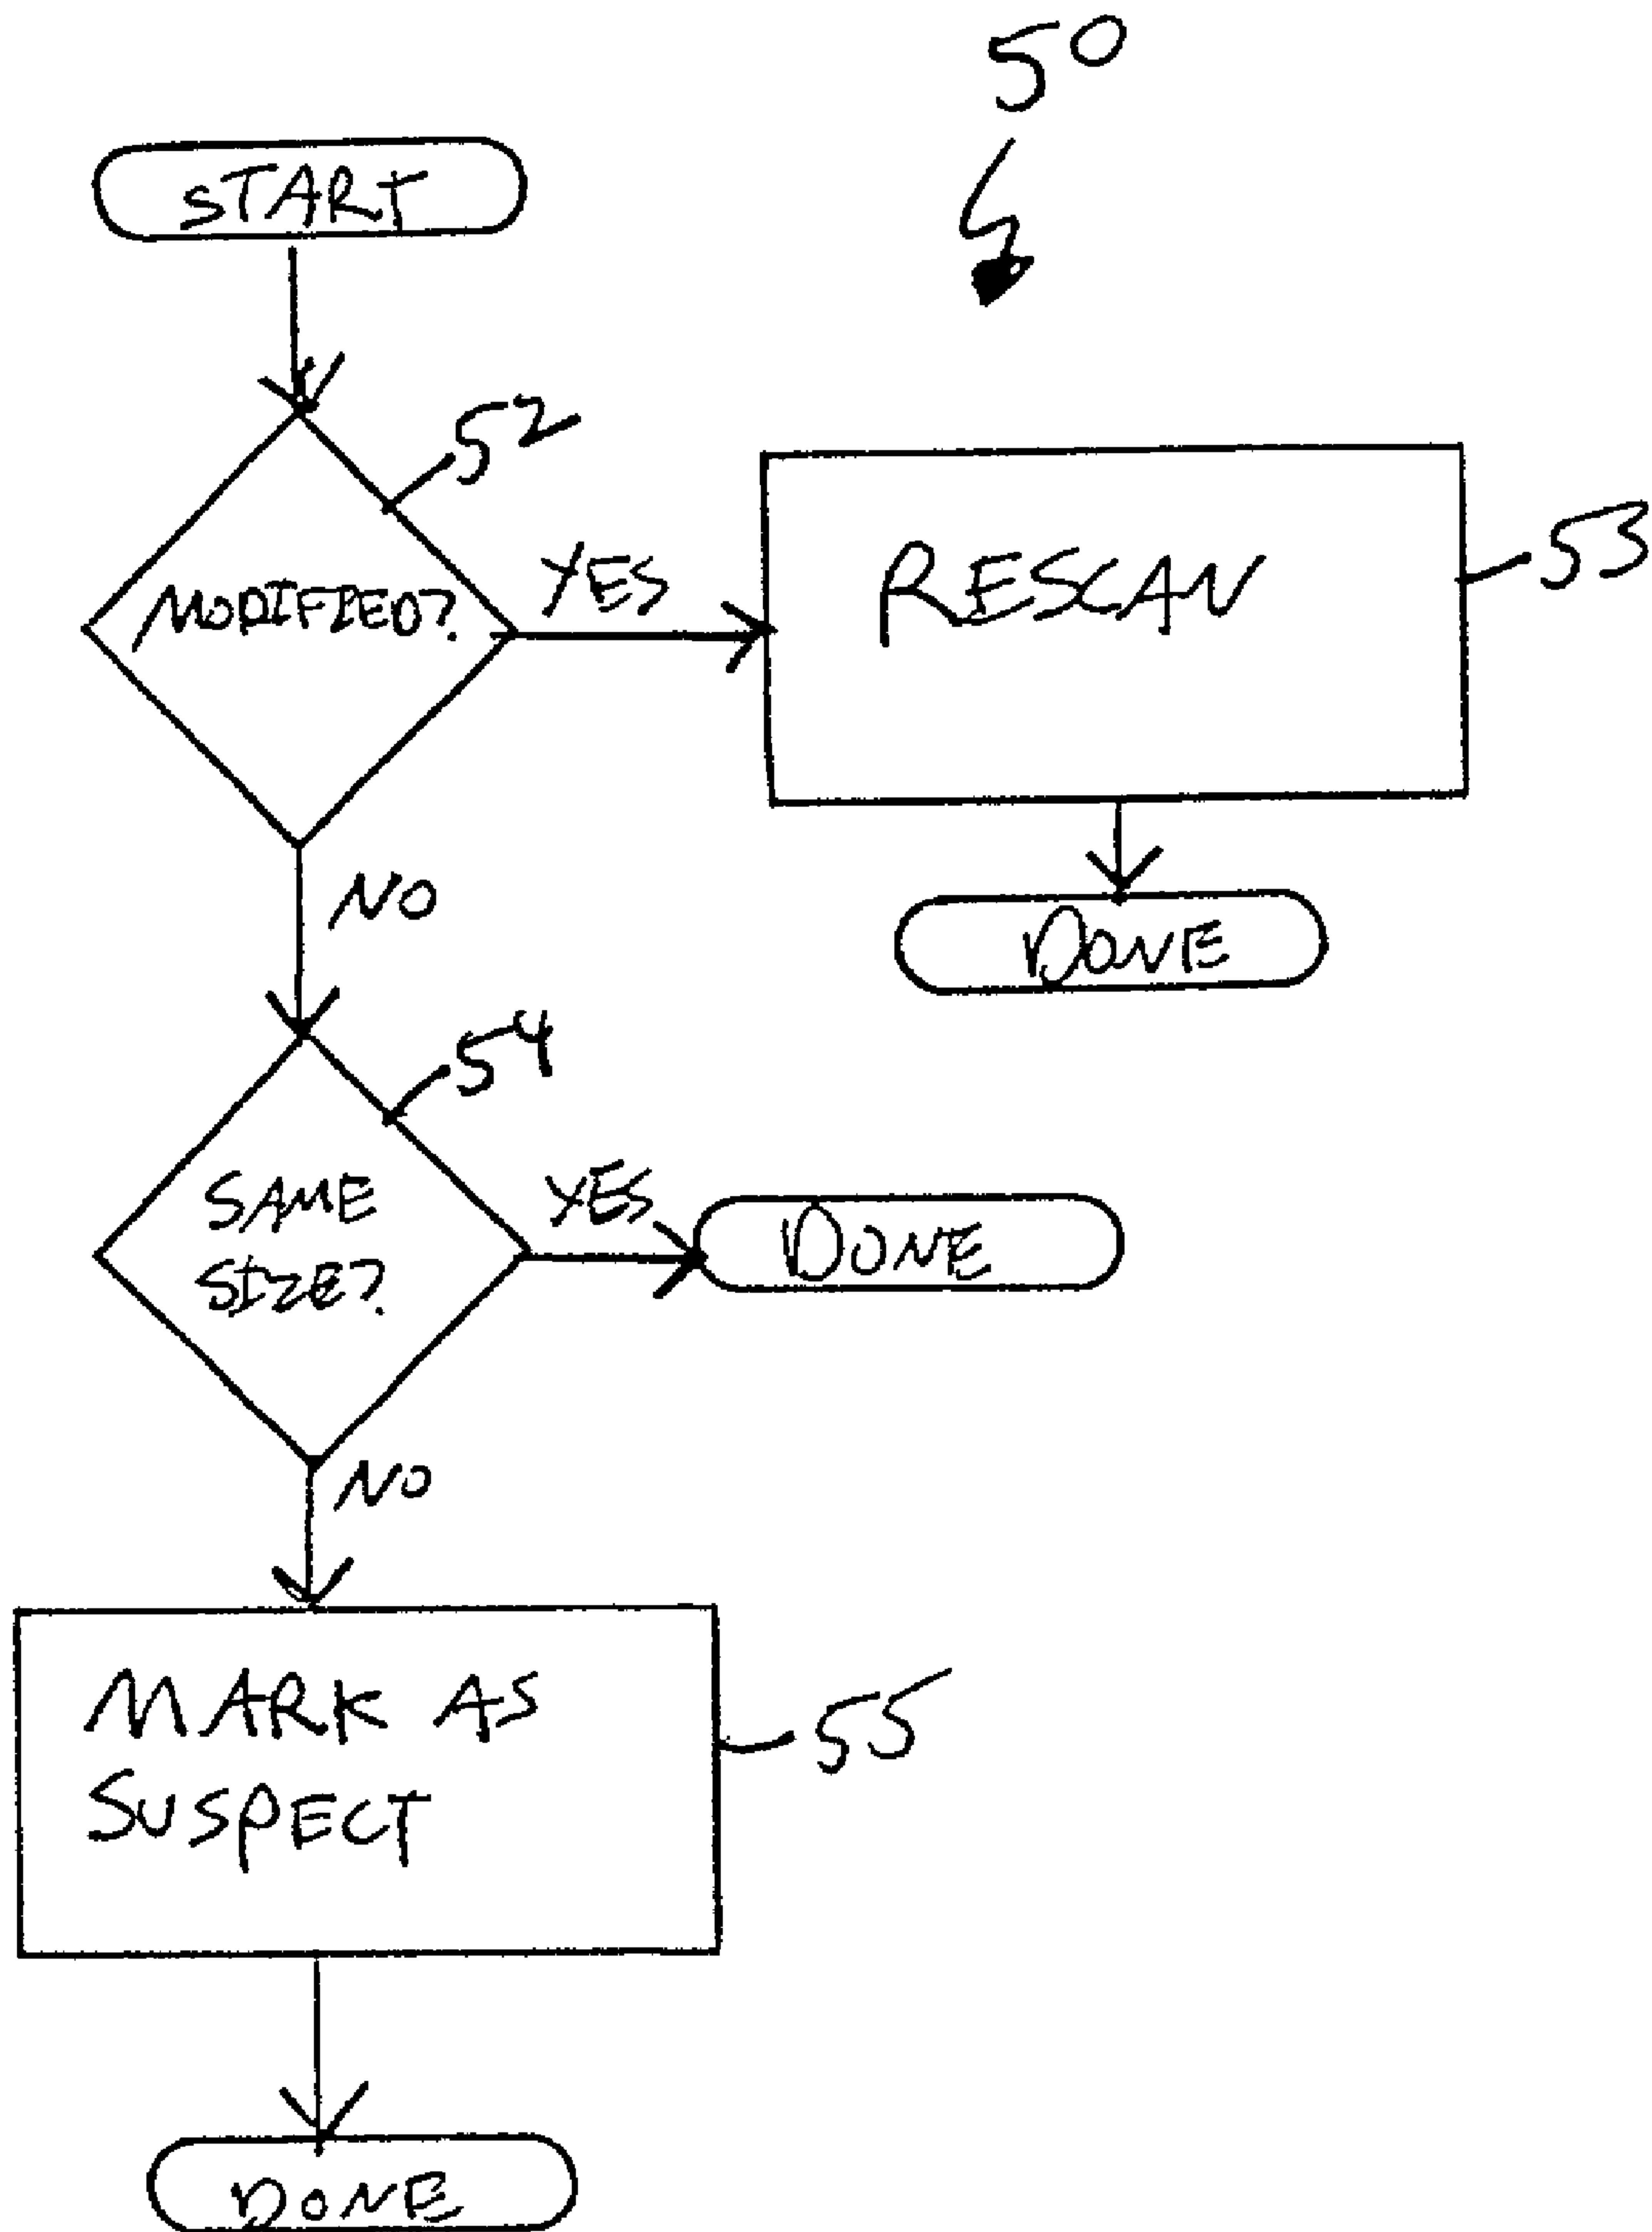 50
START
52
MODIFIED?
YES
RESCAN
53
NO
DONE
54
SAME
SIZE?
YES
DONE
NO
MARK AS
SUSPECT
55
DONE